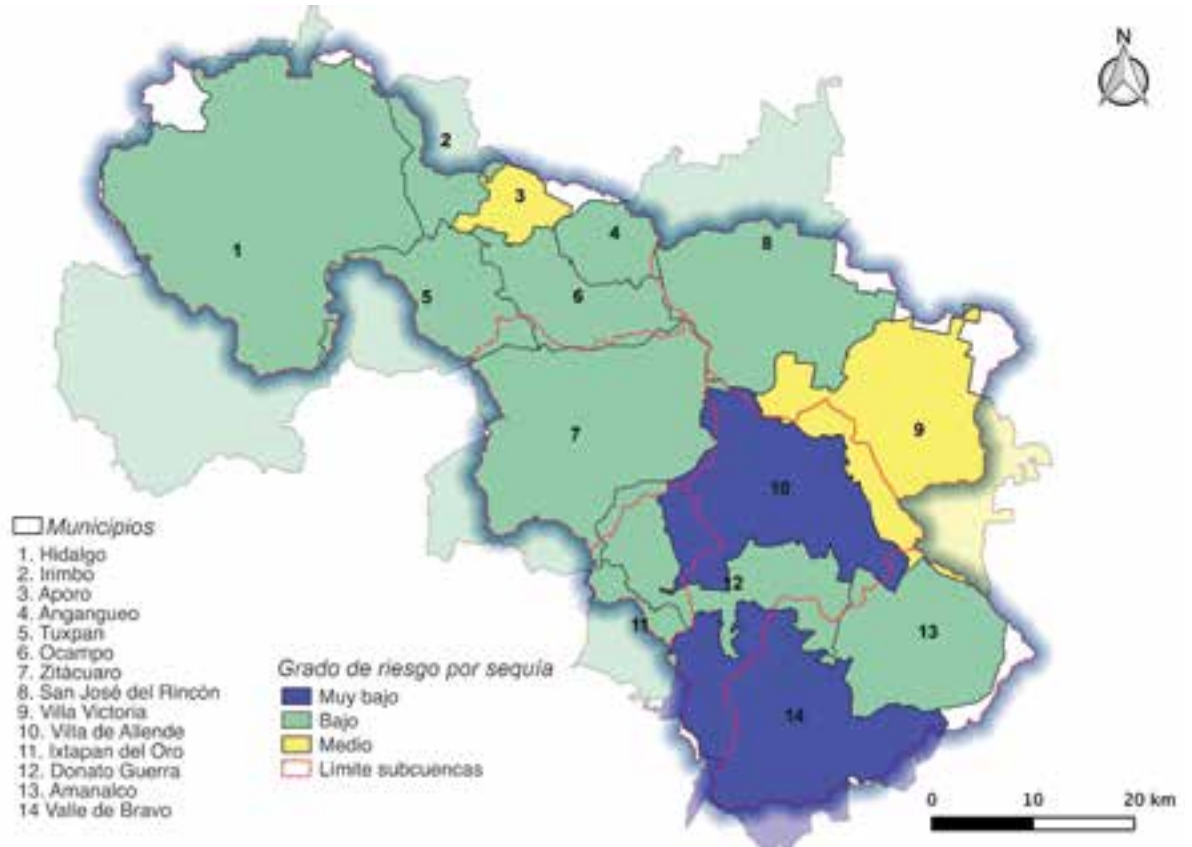 N
2
3
1
4
8
5
6
7
9
10
12
11
13
14
Municipios
1. Hidalgo
2. Irimbo
3. Aporo
4. Angangueo
5. Tuxpan
6. Ocampo
7. Zitácuaro
8. San José del Rincón
9. Villa Victoria
10. Villa de Allende
11. Ixtapan del Oro
12. Donato Guerra
13. Amanalco
14 Valle de Bravo
Grado de riesgo por sequía
Muy bajo
Bajo
Medio
Límite subcuencas
0 10 20 km